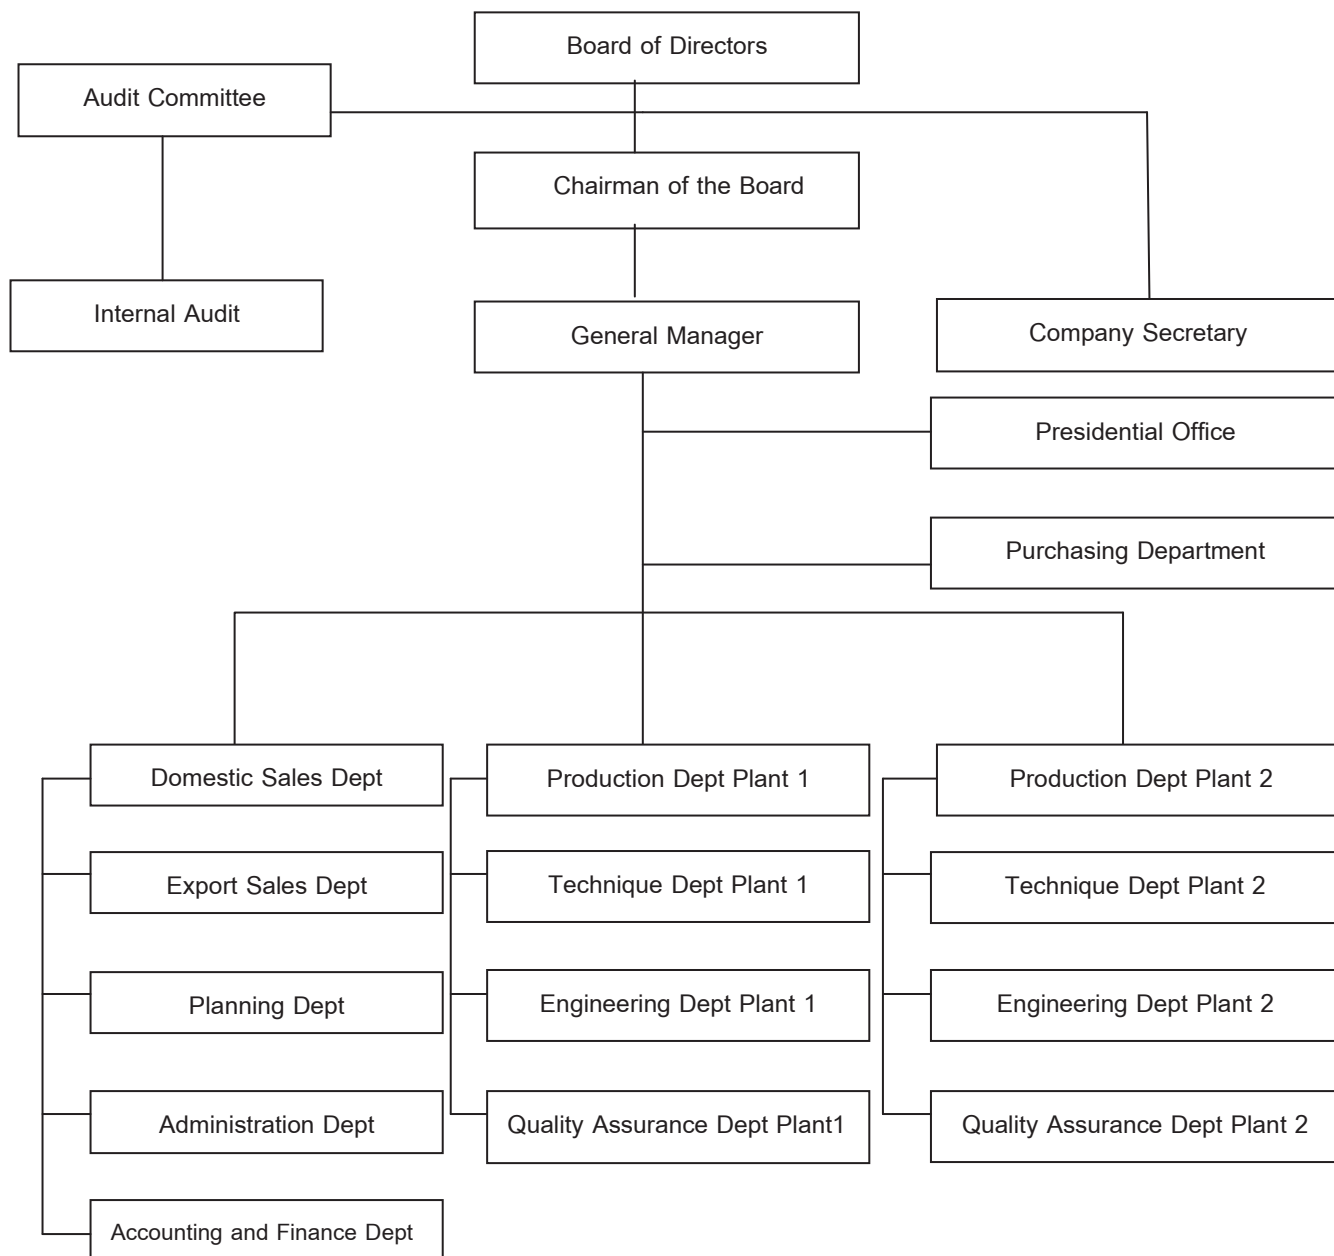 Board of Directors
Audit Committee
Chairman of the Board
Internal Audit
General Manager
Company Secretary
Presidential Office
Purchasing Department
Domestic Sales Dept
Production Dept Plant 1
Production Dept Plant 2
Export Sales Dept
Technique Dept Plant 1
Technique Dept Plant 2
Planning Dept
Engineering Dept Plant 1
Engineering Dept Plant 2
Administration Dept
Quality Assurance Dept Plant1
Quality Assurance Dept Plant 2
Accounting and Finance Dept